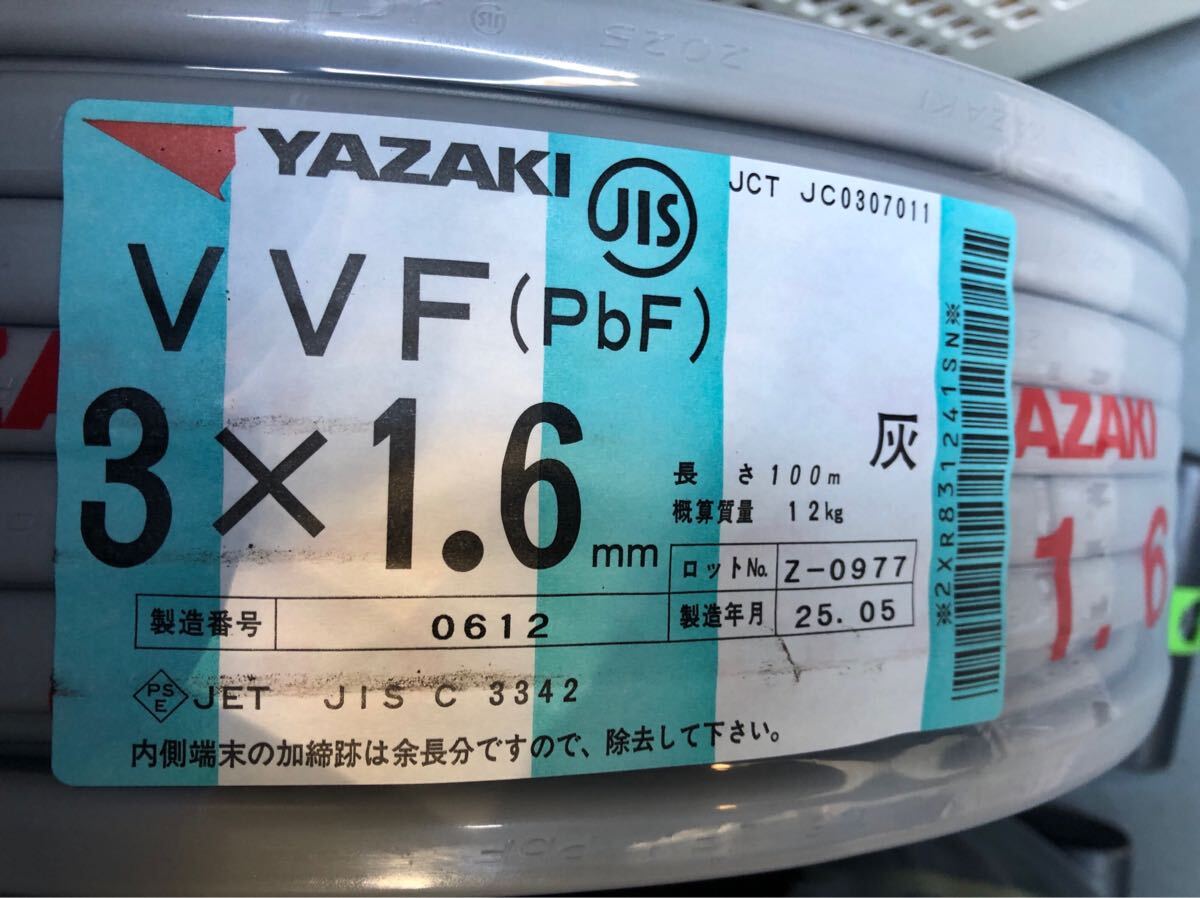 2025
YAZAKI
JIS
JCT JC0307011
VVF(PbF)
3×1.6mm
灰
長さ100m
概算質量 12kg
ロットNo. Z-0977
製造番号 0612
製造年月 25.05
PSE JET JIS C 3342
内側端末の加締跡は余長分ですので、除去して下さい。
※2XR8312241SN※
AZAKI
1.6